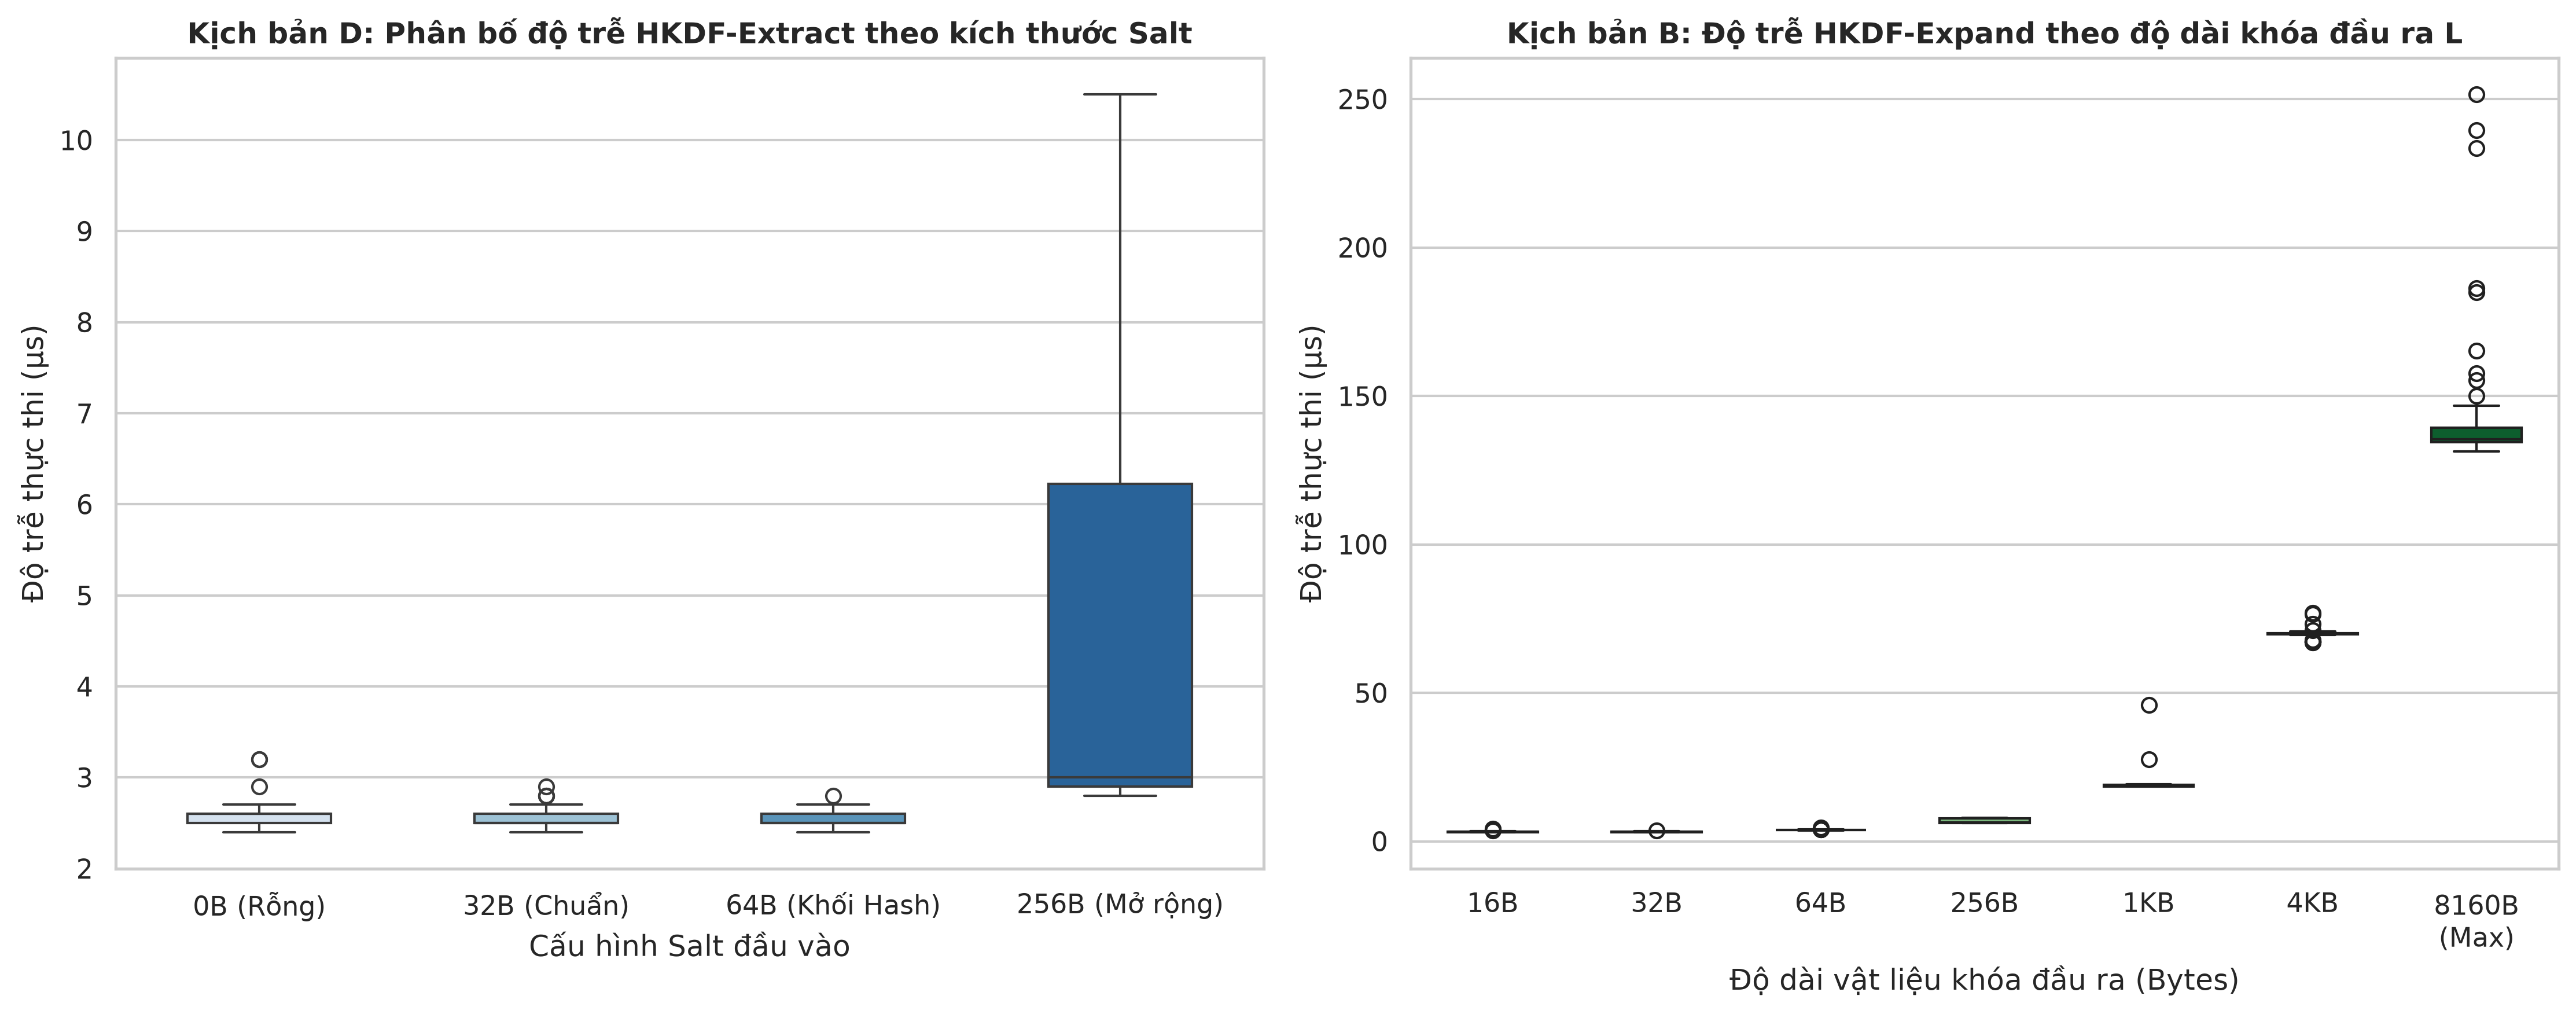 Kịch bản D: Phân bố độ trễ HKDF-Extract theo kích thước Salt
Độ trễ thực thi (µs)
10
9
8
7
6
5
4
3
2
0B (Rỗng)
32B (Chuẩn)
64B (Khối Hash)
256B (Mở rộng)
Cấu hình Salt đầu vào
Kịch bản B: Độ trễ HKDF-Expand theo độ dài khóa đầu ra L
Độ trễ thực thi (µs)
250
200
150
100
50
0
16B
32B
64B
256B
1KB
4KB
8160B
(Max)
Độ dài vật liệu khóa đầu ra (Bytes)